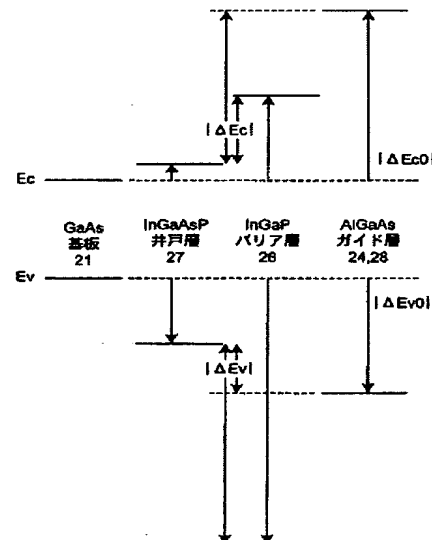 |ΔEc|
|ΔEc0|
Ec
GaAs
基板
21
InGaAsP
井戸層
27
InGaP
バリア層
26
AlGaAs
ガイド層
24,28
Ev
|ΔEv0|
|ΔEv|